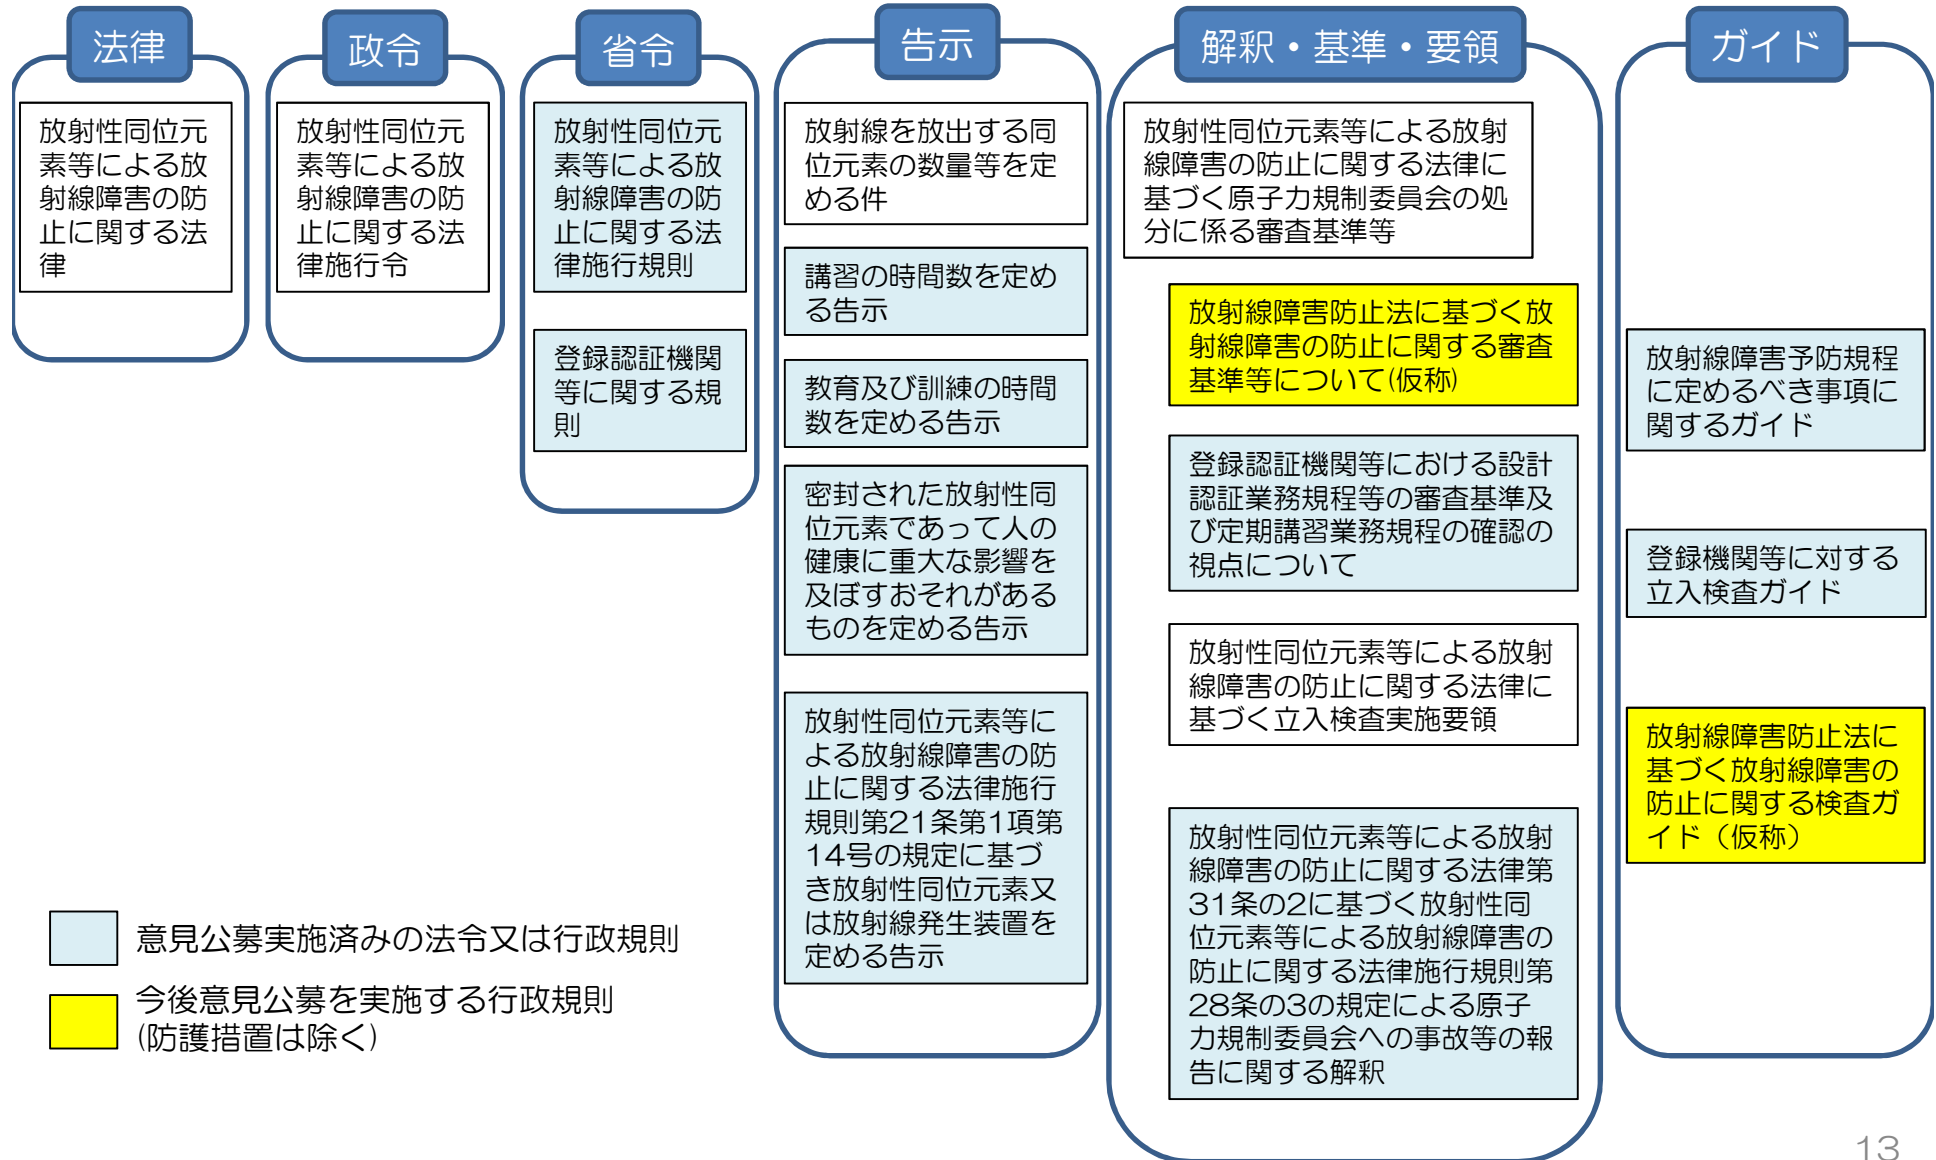 法律
放射性同位元
素等による放
射線障害の防
止に関する法
律
政令
放射性同位元
素等による放
射線障害の防
止に関する法
律施行令
省令
放射性同位元
素等による放
射線障害の防
止に関する法
律施行規則
登録認証機関
等に関する規
則
告示
放射線を放出する同
位元素の数量等を定
める件
講習の時間数を定め
る告示
教育及び訓練の時間
数を定める告示
密封された放射性同
位元素であって人の
健康に重大な影響を
及ぼすおそれがある
ものを定める告示
放射性同位元素等に
よる放射線障害の防
止に関する法律施行
規則第21条第1項第
14号の規定に基づ
き放射性同位元素又
は放射線発生装置を
定める告示
解釈・基準・要領
放射性同位元素等による放射
線障害の防止に関する法律に
基づく原子力規制委員会の処
分に係る審査基準等
放射線障害防止法に基づく放
射線障害の防止に関する審査
基準等について(仮称)
登録認証機関等における設計
認証業務規程等の審査基準及
び定期講習業務規程の確認の
視点について
放射性同位元素等による放射
線障害の防止に関する法律に
基づく立入検査実施要領
放射性同位元素等による放射
線障害の防止に関する法律第
31条の2に基づく放射性同
位元素等による放射線障害の
防止に関する法律施行規則第
28条の3の規定による原子
力規制委員会への事故等の報
告に関する解釈
ガイド
放射線障害予防規程
に定めるべき事項に
関するガイド
登録機関等に対する
立入検査ガイド
放射線障害防止法に
基づく放射線障害の
防止に関する検査ガ
イド（仮称）
意見公募実施済みの法令又は行政規則
今後意見公募を実施する行政規則
(防護措置は除く)
13